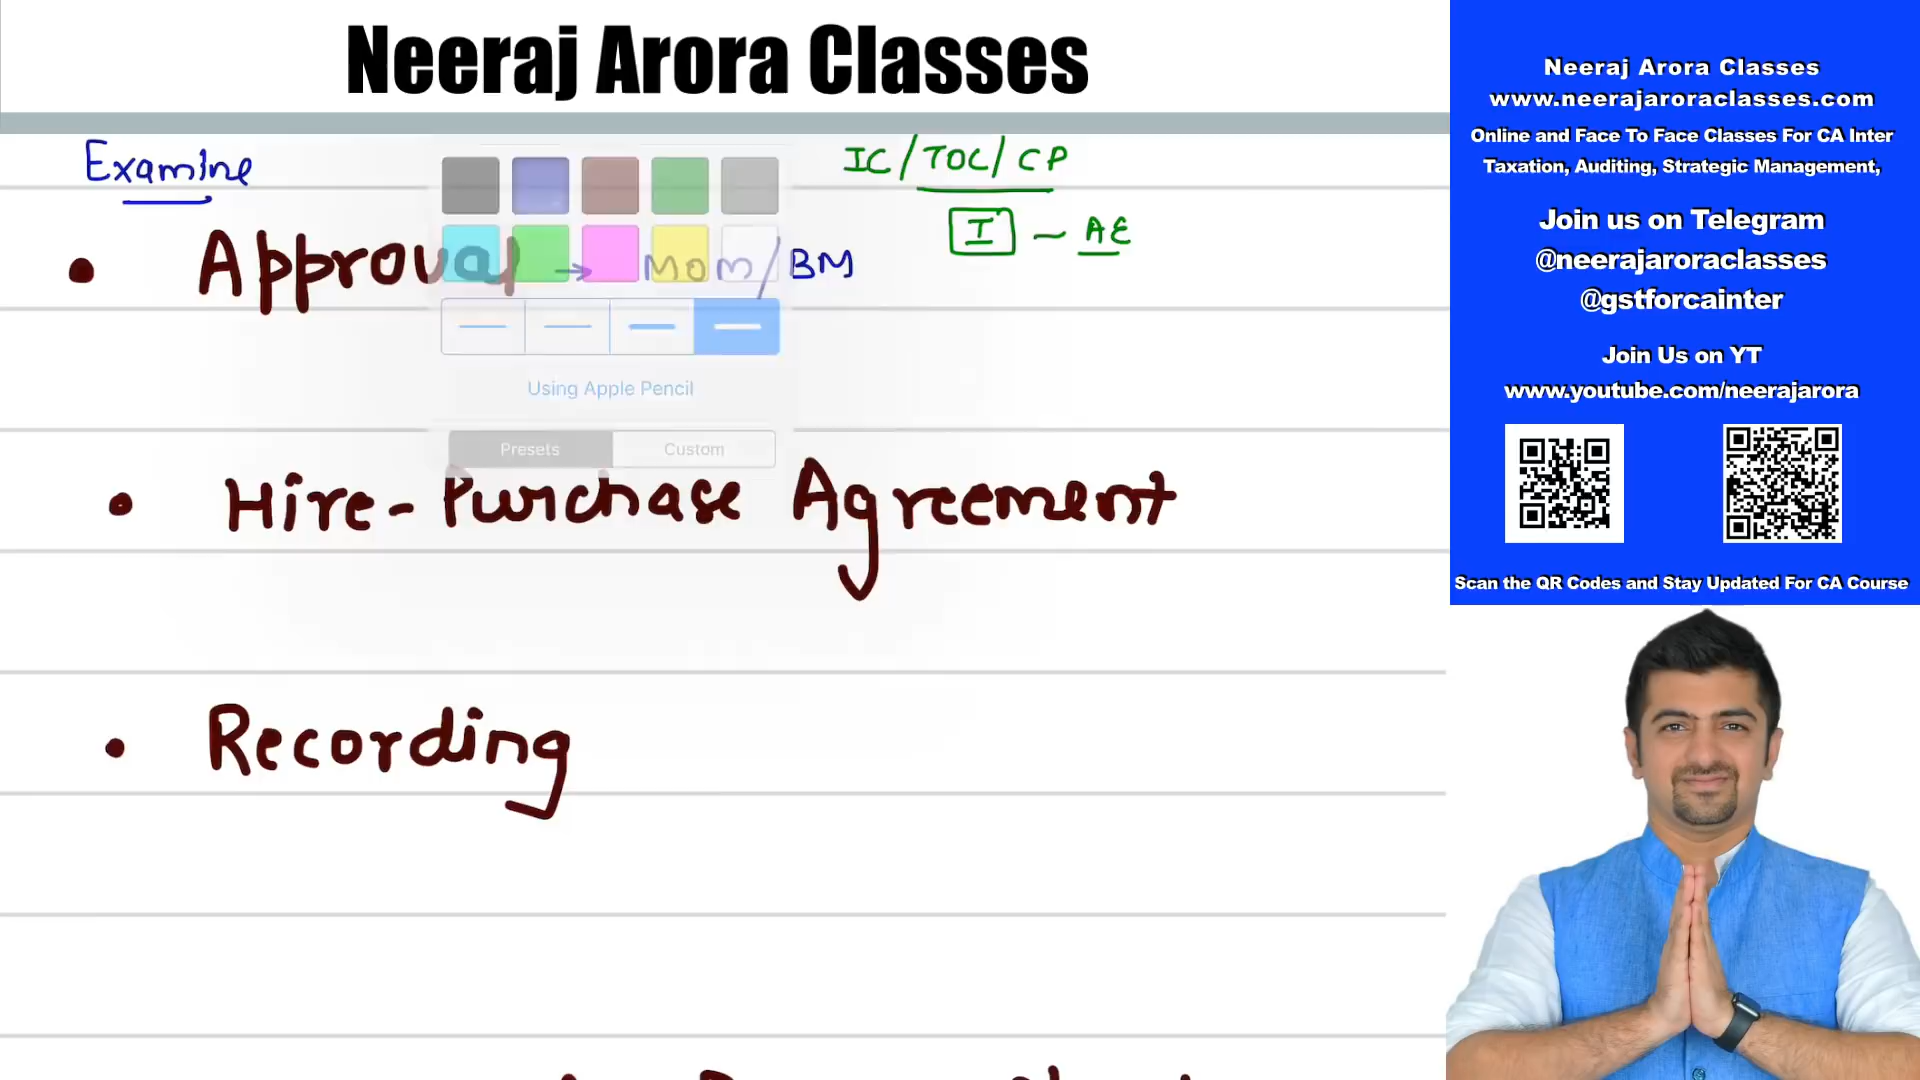 Neeraj Arora Classes
Examine
IC/TOC/CP
I ~ AE
• Approval → MOM/BM
Using Apple Pencil
Presets Custom
• Hire-Purchase Agreement
• Recording
Neeraj Arora Classes
www.neerajaroraclasses.com
Online and Face To Face Classes For CA Inter
Taxation, Auditing, Strategic Management,
Join us on Telegram
@neerajaroraclasses
@gstforcainter
Join Us on YT
www.youtube.com/neerajarora
Scan the QR Codes and Stay Updated For CA Course